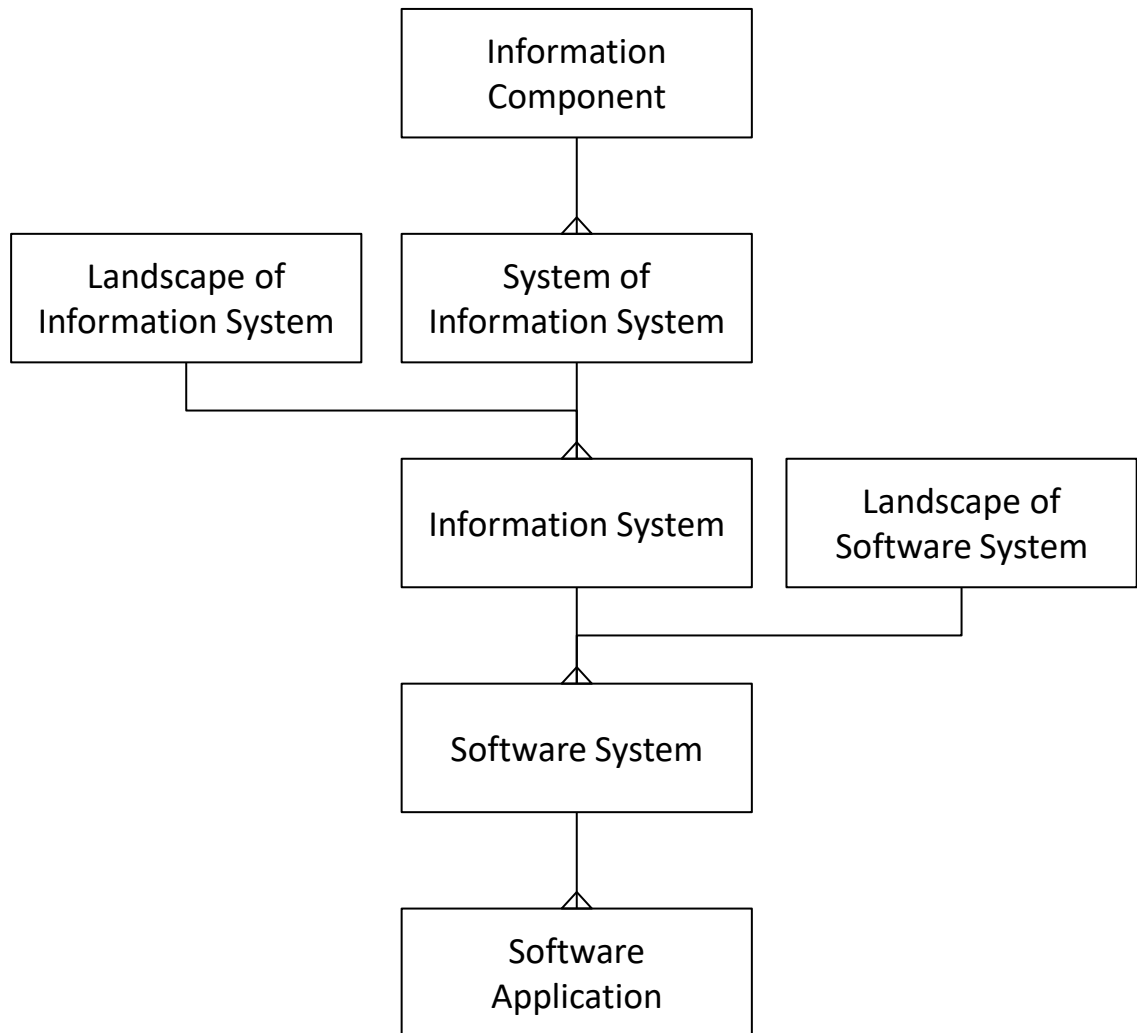 Information
Component
Landscape of
Information System
System of
Information System
Information System
Landscape of
Software System
Software System
Software
Application